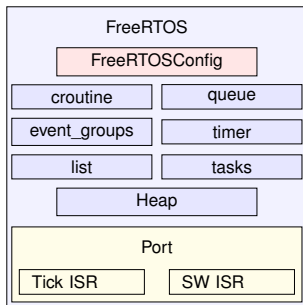 FreeRTOS
FreeRTOSConfig
croutine queue
event_groups timer
list tasks
Heap
Port
Tick ISR SW ISR